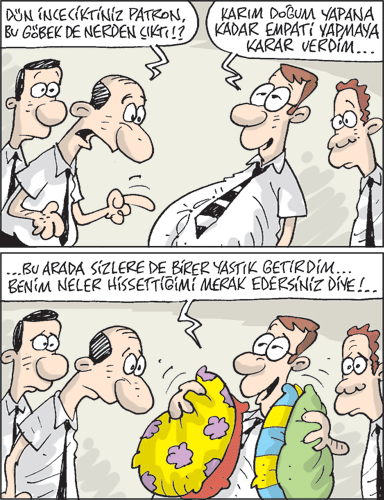 DÜN İNCECİKTİNİZ PATRON,
BU GÖBEK DE NERDEN ÇIKTI!?
KARIM DOĞUM YAPANA
KADAR EMPATİ YAPMAYA
KARAR VERDİM...
...BU ARADA SİZLERE DE BİRER YASTIK GETİRDİM...
BENİM NELER HİSSETTİĞİMİ MERAK EDERSİNİZ DİYE!..